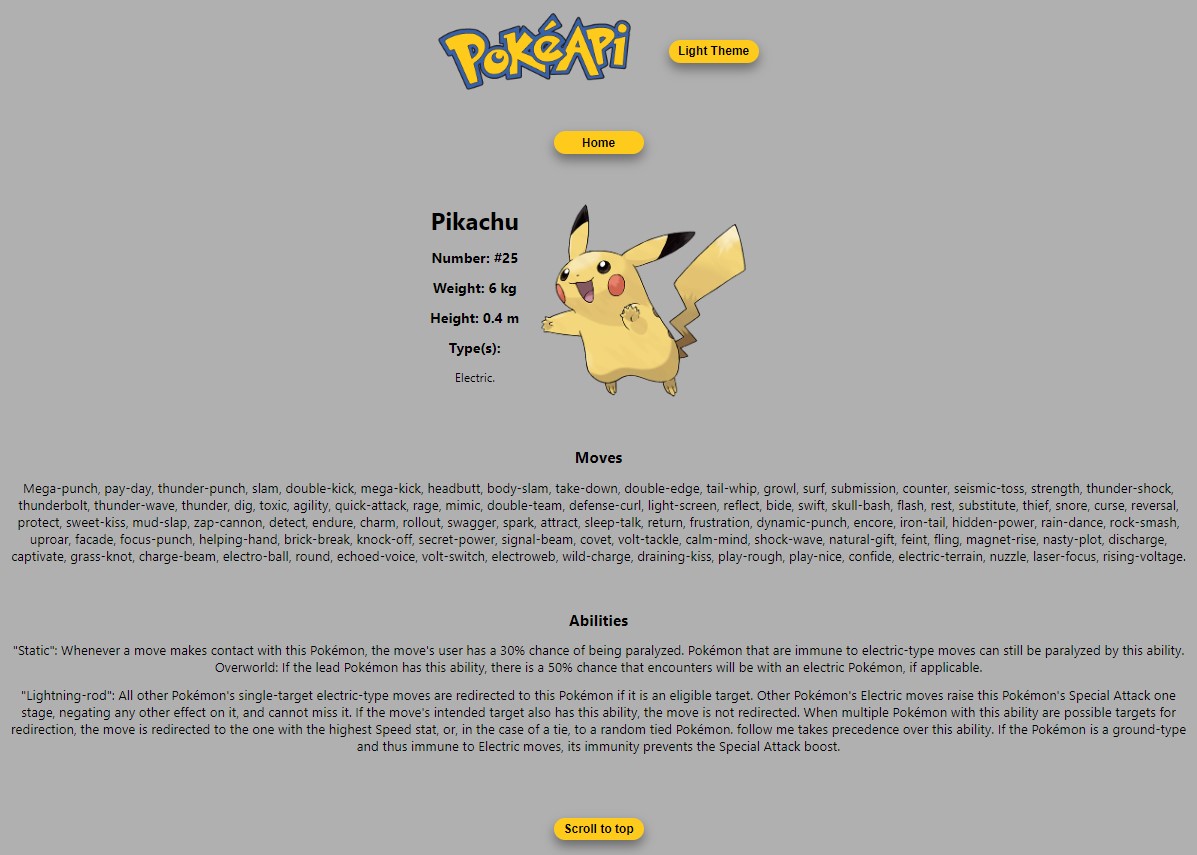 PokéApi
Light Theme
Home
Pikachu
Number: #25
Weight: 6 kg
Height: 0.4 m
Type(s):
Electric.
Moves
Mega-punch, pay-day, thunder-punch, slam, double-kick, mega-kick, headbutt, body-slam, take-down, double-edge, tail-whip, growl, surf, submission, counter, seismic-toss, strength, thunder-shock,
thunderbolt, thunder-wave, thunder, dig, toxic, agility, quick-attack, rage, mimic, double-team, defense-curl, light-screen, reflect, bide, swift, skull-bash, flash, rest, substitute, thief, snore, curse, reversal,
protect, sweet-kiss, mud-slap, zap-cannon, detect, endure, charm, rollout, swagger, spark, attract, sleep-talk, return, frustration, dynamic-punch, encore, iron-tail, hidden-power, rain-dance, rock-smash,
uproar, facade, focus-punch, helping-hand, brick-break, knock-off, secret-power, signal-beam, covet, volt-tackle, calm-mind, shock-wave, natural-gift, feint, fling, magnet-rise, nasty-plot, discharge,
captivate, grass-knot, charge-beam, electro-ball, round, echoed-voice, volt-switch, electroweb, wild-charge, draining-kiss, play-rough, play-nice, confide, electric-terrain, nuzzle, laser-focus, rising-voltage.
Abilities
"Static": Whenever a move makes contact with this Pokémon, the move's user has a 30% chance of being paralyzed. Pokémon that are immune to electric-type moves can still be paralyzed by this ability.
Overworld: If the lead Pokémon has this ability, there is a 50% chance that encounters will be with an electric Pokémon, if applicable.
"Lightning-rod": All other Pokémon's single-target electric-type moves are redirected to this Pokémon if it is an eligible target. Other Pokémon's Electric moves raise this Pokémon's Special Attack one
stage, negating any other effect on it, and cannot miss it. If the move's intended target also has this ability, the move is not redirected. When multiple Pokémon with this ability are possible targets for
redirection, the move is redirected to the one with the highest Speed stat, or, in the case of a tie, to a random tied Pokémon. follow me takes precedence over this ability. If the Pokémon is a ground-type
and thus immune to Electric moves, its immunity prevents the Special Attack boost.
Scroll to top